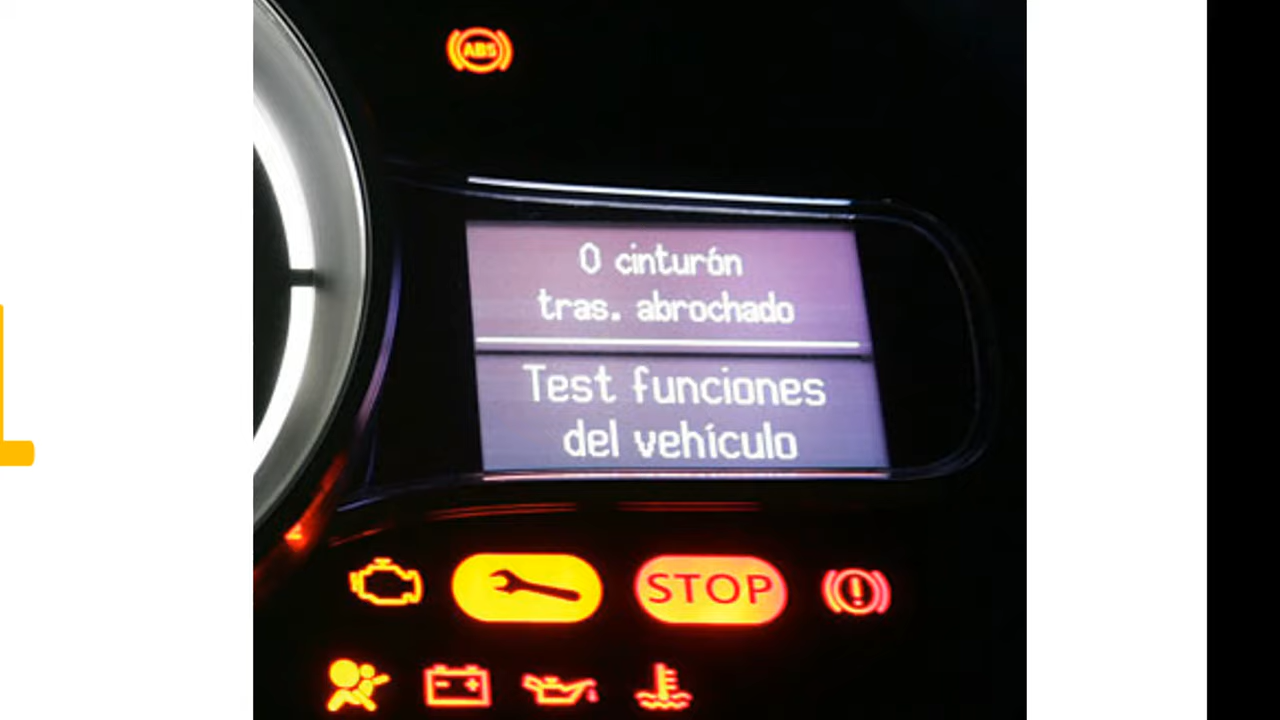 ABS
0 cinturón
tras. abrochado
Test funciones
del vehículo
STOP